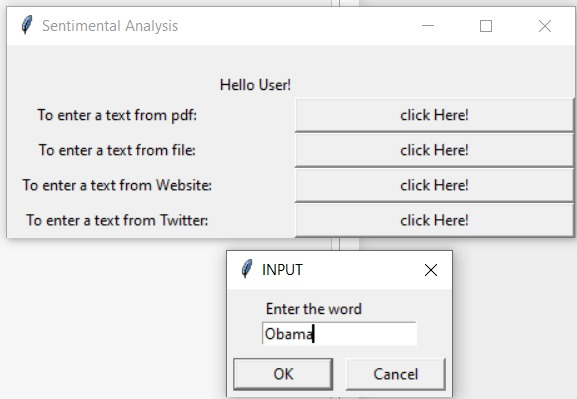 Sentimental Analysis
Hello User!
To enter a text from pdf: click Here!
To enter a text from file: click Here!
To enter a text from Website: click Here!
To enter a text from Twitter: click Here!
INPUT
Enter the word
Obama
OK Cancel